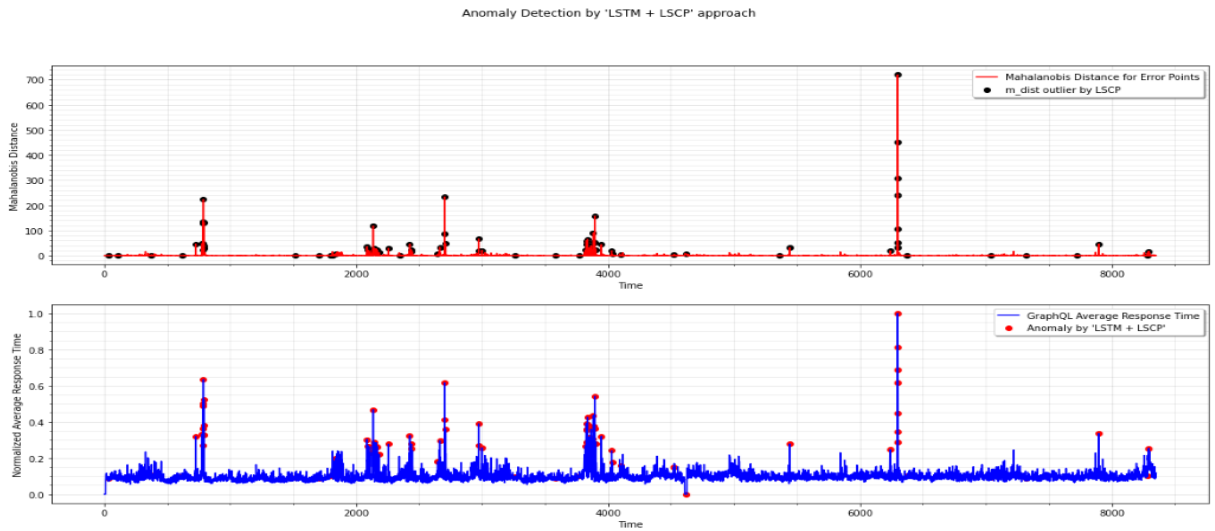 Anomaly Detection by 'LSTM + LSCP' approach
Mahalanobis Distance
700
600
500
400
300
200
100
0
Mahalanobis Distance for Error Points
m_dist outlier by LSCP
0 2000 4000 6000 8000
Time
Normalized Average Response Time
1.0
0.8
0.6
0.4
0.2
0.0
GraphQL Average Response Time
Anomaly by 'LSTM + LSCP'
0 2000 4000 6000 8000
Time